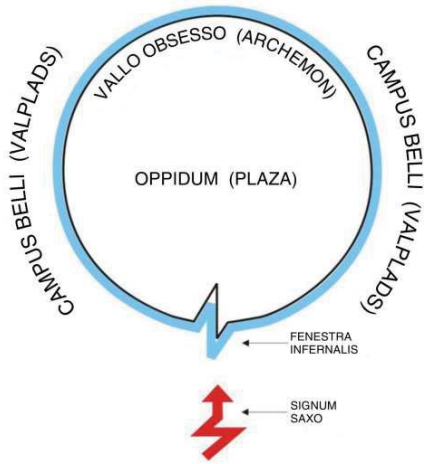 VALLO OBSESSO (ARCHEMON)
CAMPUS BELLI (VALPLADS)
CAMPUS BELLI (VALPLADS)
OPPIDUM (PLAZA)
FENESTRA
INFERNALIS
SIGNUM
SAXO